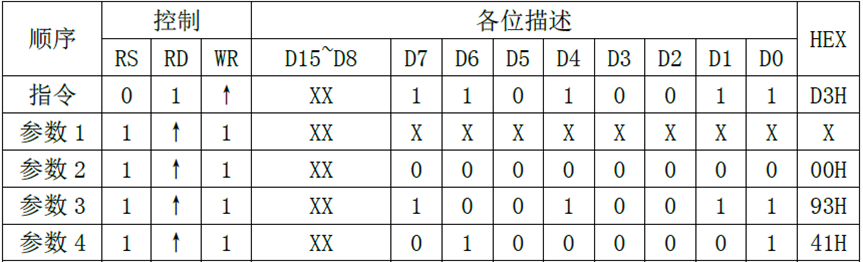 顺序 控制 各位描述 HEX
RS RD WR D15~D8 D7 D6 D5 D4 D3 D2 D1 D0
指令 0 1 ↑ XX 1 1 0 1 0 0 1 1 D3H
参数1 1 ↑ 1 XX X X X X X X X X X
参数2 1 ↑ 1 XX 0 0 0 0 0 0 0 0 00H
参数3 1 ↑ 1 XX 1 0 0 1 0 0 1 1 93H
参数4 1 ↑ 1 XX 0 1 0 0 0 0 0 1 41H